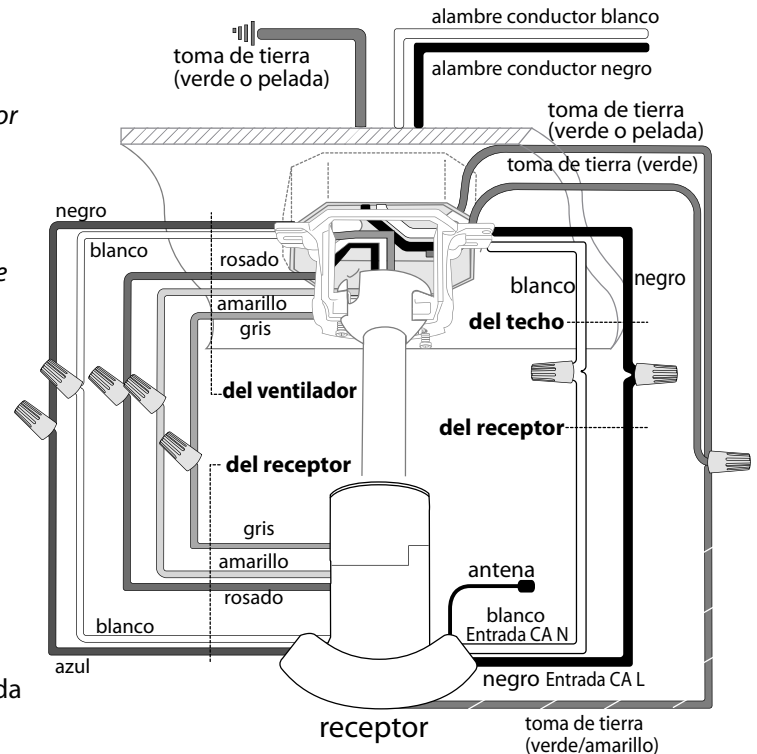 alambre conductor blanco
toma de tierra
(verde o pelada)
alambre conductor negro
or
toma de tierra
(verde o pelada)
toma de tierra (verde)
negro
blanco
rosado
e
amarillo
gris
blanco
negro
del techo
del ventilador
del receptor
del receptor
gris
amarillo
rosado
antena
blanco
blanco
Entrada CA N
azul
negro Entrada CA L
da
receptor
toma de tierra
(verde/amarillo)